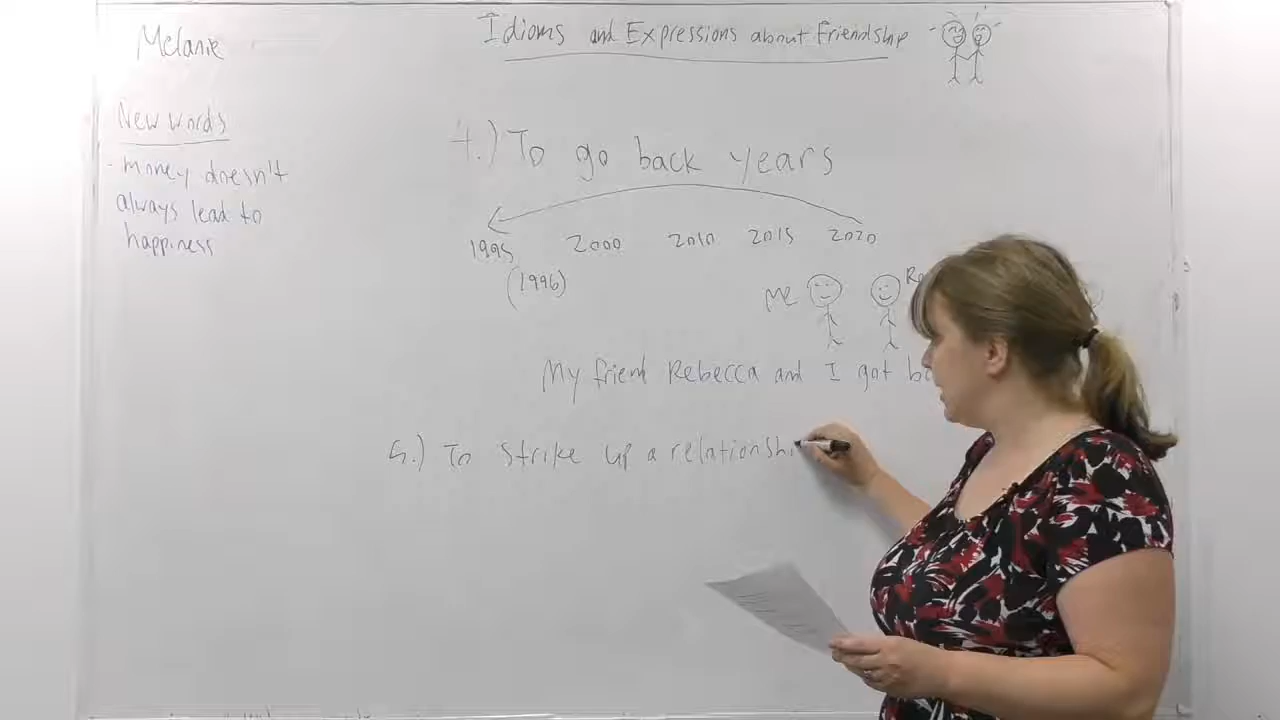 Melanie
Idioms and Expressions about Friendship
New words
- Money doesn't
always lead to
happiness
4.) To go back years
1995 2000 2010 2015 2020
(1996)
Me
My friend Rebecca and I got
5.) To strike up a relationshi